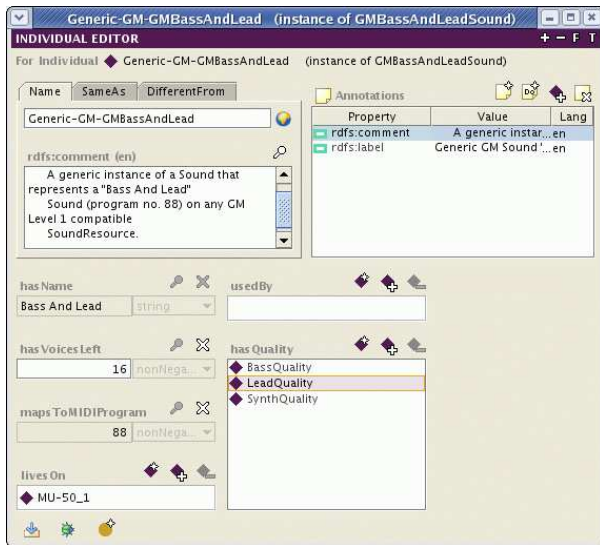 Generic-GM-GMBassAndLead (instance of GMBassAndLeadSound)
INDIVIDUAL EDITOR + − F T
For Individual Generic-GM-GMBassAndLead (instance of GMBassAndLeadSound)
Name SameAs DifferentFrom
Annotations
Generic-GM-GMBassAndLead
Property Value Lang
rdfs:comment A generic instar... en
rdfs:label Generic GM Sound '... en
rdfs:comment (en)
A generic instance of a Sound that
represents a "Bass And Lead"
Sound (program no. 88) on any GM
Level 1 compatible
SoundResource.
hasName
usedBy
Bass And Lead string
hasVoicesLeft
hasQuality
16 nonNega...
BassQuality
LeadQuality
SynthQuality
mapsToMIDIProgram
88 nonNega...
livesOn
MU-50_1